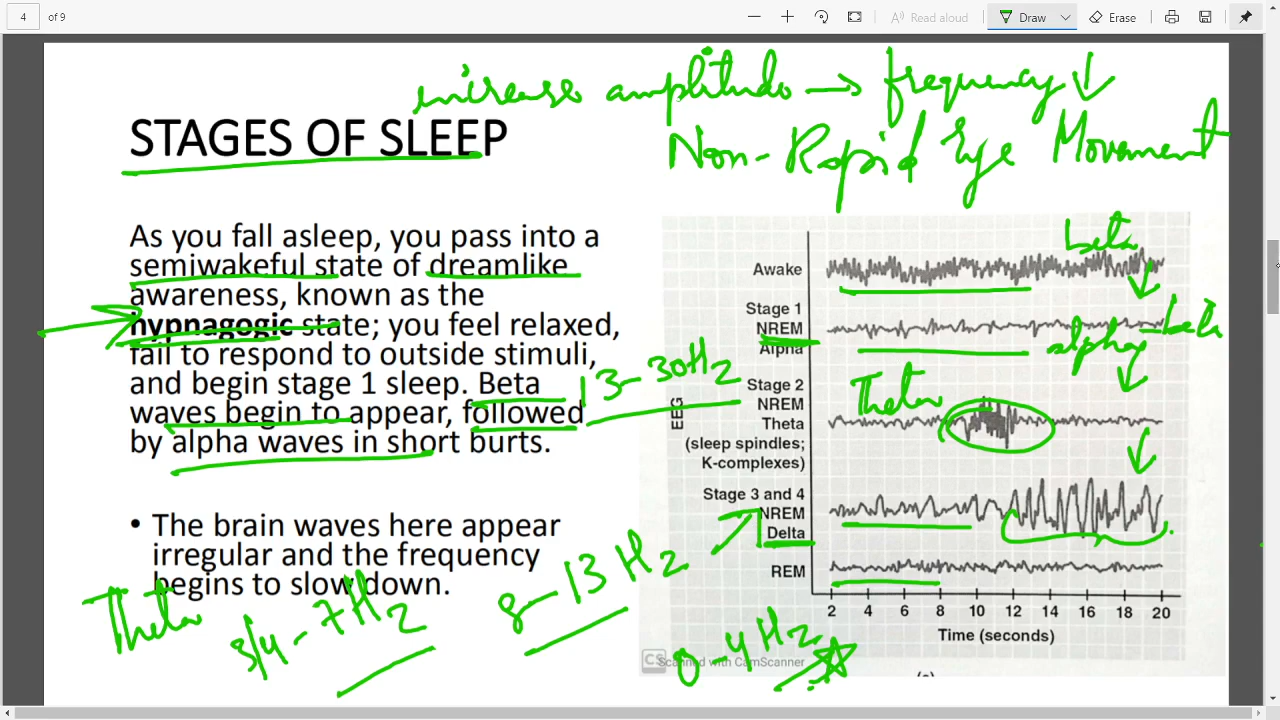 4 of 9
Read aloud
Draw
Erase
increase amplitude → frequency ↓
STAGES OF SLEEP
Non-Rapid Eye Movement
As you fall asleep, you pass into a
semiwakeful state of dreamlike
awareness, known as the
hypnagogic state; you feel relaxed,
fail to respond to outside stimuli,
and begin stage 1 sleep. Beta
waves begin to appear, followed
by alpha waves in short burts.
13-30Hz
• The brain waves here appear
irregular and the frequency
begins to slow down.
Theta
3/4-7Hz
8-13 Hz
0-4Hz
EEG
Awake
beta
Stage 1
NREM
Alpha
alpha
-beta
Stage 2
NREM
Theta
(sleep spindles;
K-complexes)
Theta
Stage 3 and 4
NREM
Delta
REM
2 4 6 8 10 12 14 16 18 20
Time (seconds)
CS Scanned with CamScanner